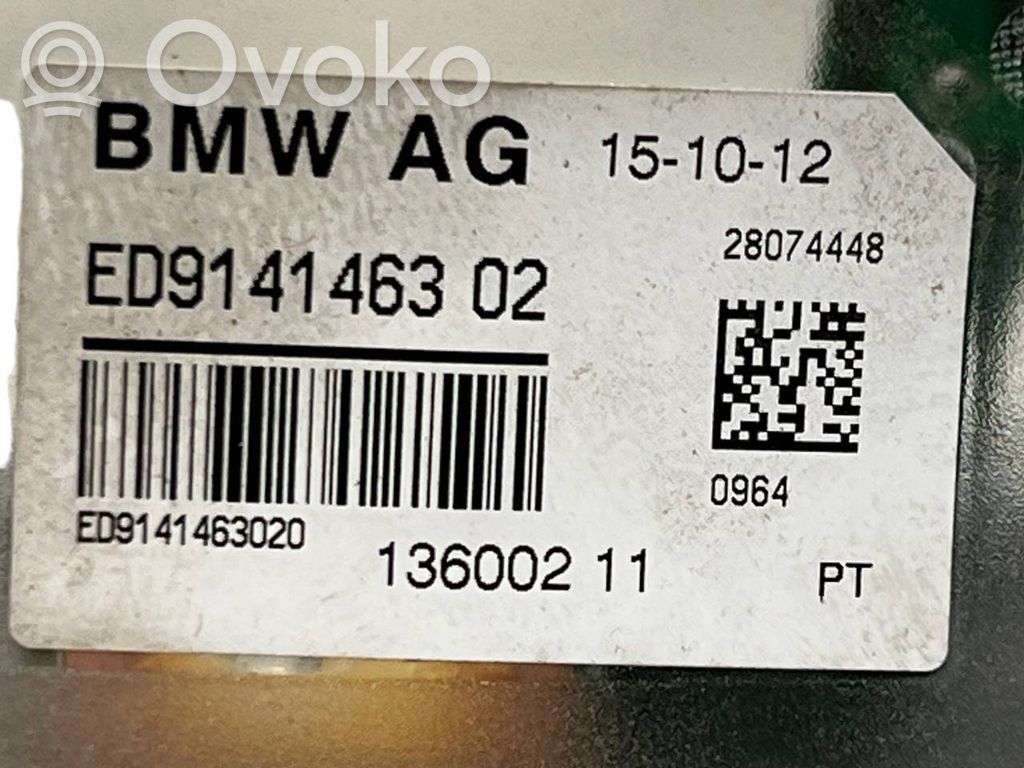 Ovoko
BMW AG 15-10-12
28074448
ED9141463 02
0964
ED9141463020
136002 11 PT